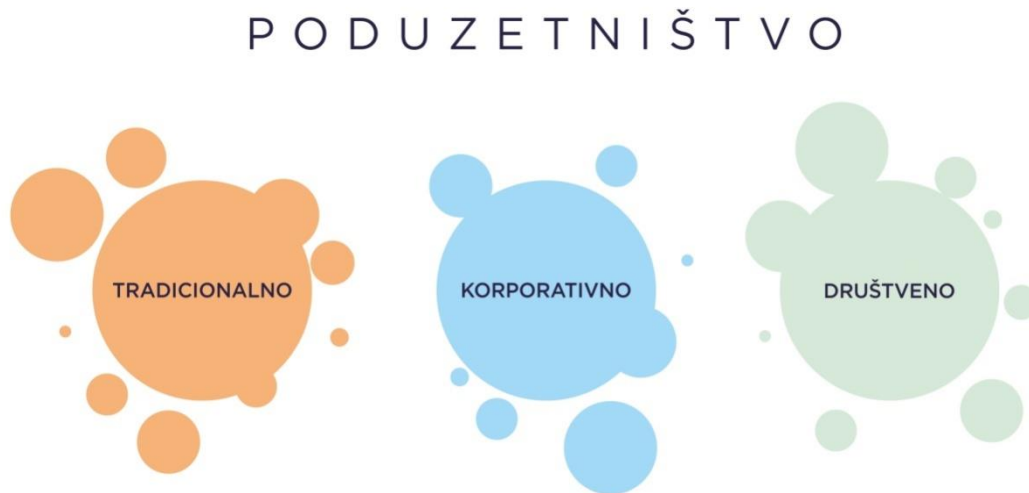 PODUZETNIŠTVO
TRADICIONALNO
KORPORATIVNO
DRUŠTVENO